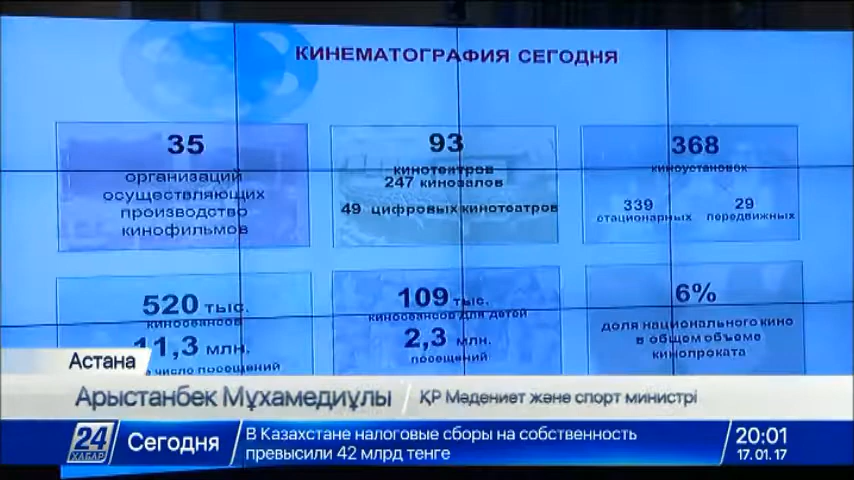 КИНЕМАТОГРАФИЯ СЕГОДНЯ
35
организаций
осуществляющих
производство
кинофильмов
93
кинотеатров
247 кинозалов
49 цифровых кинотеатров
368
киноустановок
339
стационарных
29
передвижных
520 тыс.
киносеансов
11,3 млн.
число посещений
109 тыс.
киносеансов для детей
2,3 млн.
посещений
6%
доля национального кино
в общем объеме
кинопроката
Астана
Арыстанбек Мұхамедиұлы / ҚР Мәдениет және спорт министрі
24
ХАБАР
Сегодня
В Казахстане налоговые сборы на собственность
превысили 42 млрд тенге
20:01
17.01.17